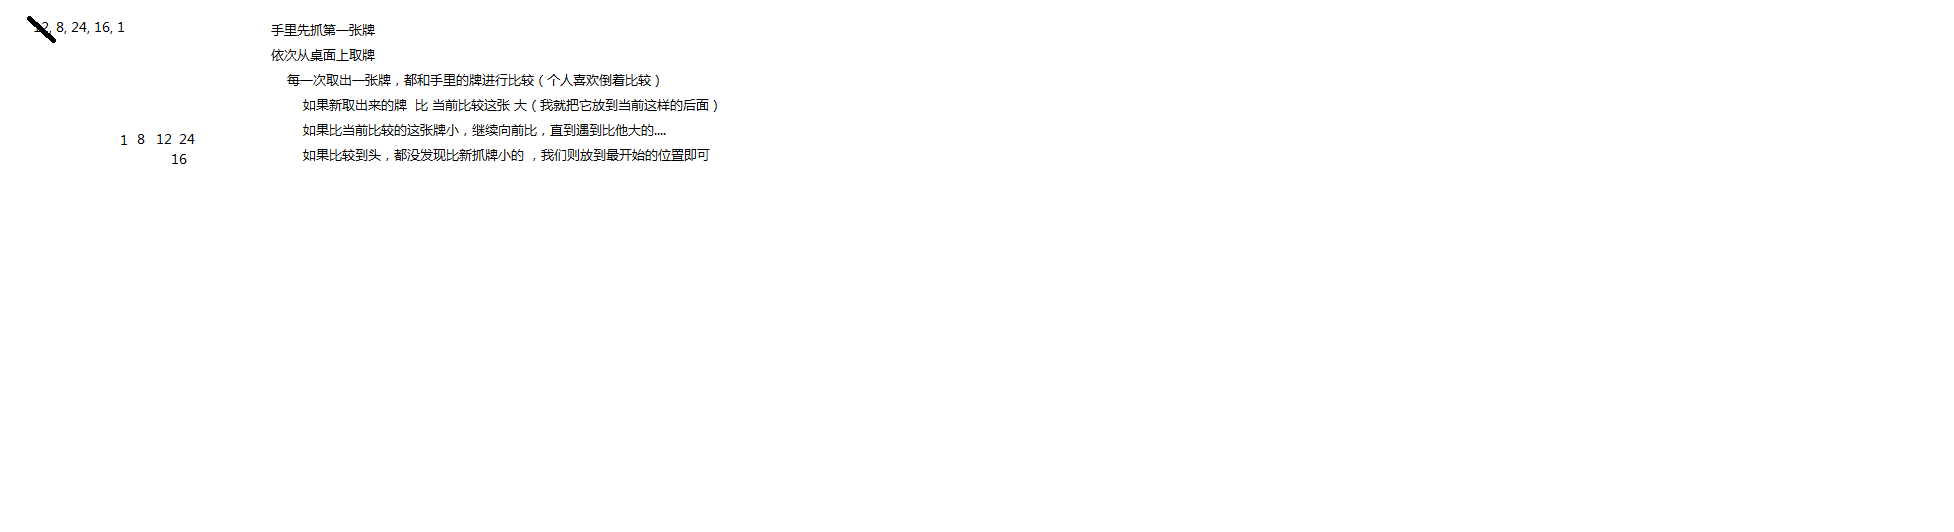 12, 8, 24, 16, 1
手里先抓第一张牌
依次从桌面上取牌
每一次取出一张牌，都和手里的牌进行比较（个人喜欢倒着比较）
如果新取出来的牌 比 当前比较这张 大（我就把它放到当前这样的后面）
如果比当前比较的这张牌小，继续向前比，直到遇到比他大的....
如果比较到头，都没发现比新抓牌小的 ，我们则放到最开始的位置即可
1 8 12 24
16